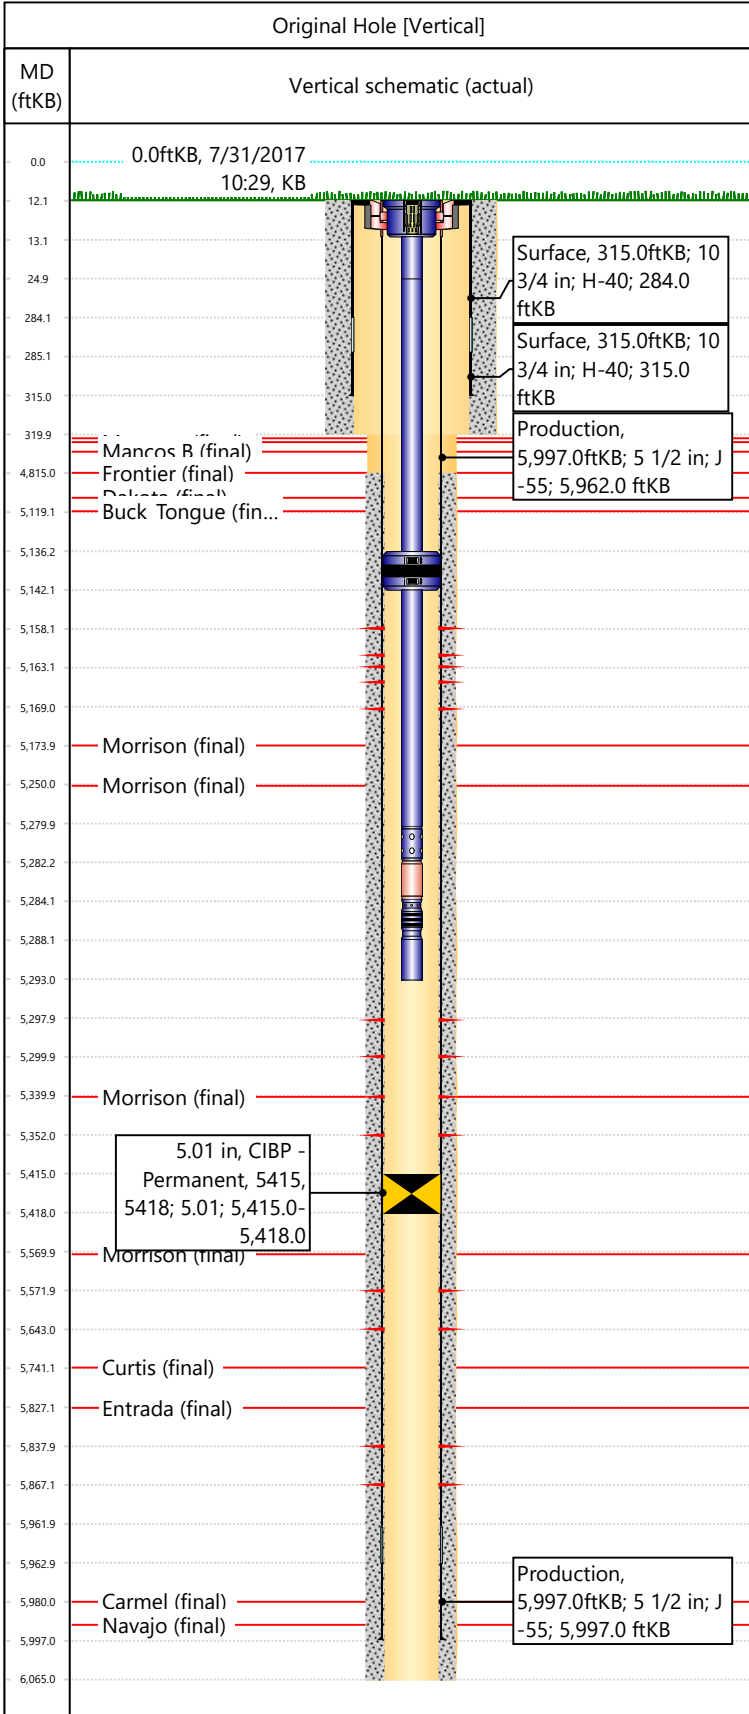 Original Hole [Vertical]
MD
(ftKB)
Vertical schematic (actual)
0.0ftKB, 7/31/2017
10:29, KB
0.0
12.1
13.1
24.9
284.1
285.1
315.0
319.9
4,815.0
5,119.1
5,136.2
5,142.1
5,158.1
5,163.1
5,169.0
5,173.9
5,250.0
5,279.9
5,282.2
5,284.1
5,288.1
5,293.0
5,297.9
5,299.9
5,339.9
5,352.0
5,415.0
5,418.0
5,569.9
5,571.9
5,643.0
5,741.1
5,827.1
5,837.9
5,867.1
5,961.9
5,962.9
5,980.0
5,997.0
6,065.0
Surface, 315.0ftKB; 10
3/4 in; H-40; 284.0
ftKB
Surface, 315.0ftKB; 10
3/4 in; H-40; 315.0
ftKB
Production,
5,997.0ftKB; 5 1/2 in; J
-55; 5,962.0 ftKB
Mancos B (final)
Frontier (final)
Dakota (final)
Buck Tongue (fin...
Morrison (final)
Morrison (final)
Morrison (final)
5.01 in, CIBP -
Permanent, 5415,
5418; 5.01; 5,415.0-
5,418.0
Morrison (final)
Curtis (final)
Entrada (final)
Production,
5,997.0ftKB; 5 1/2 in; J
-55; 5,997.0 ftKB
Carmel (final)
Navajo (final)